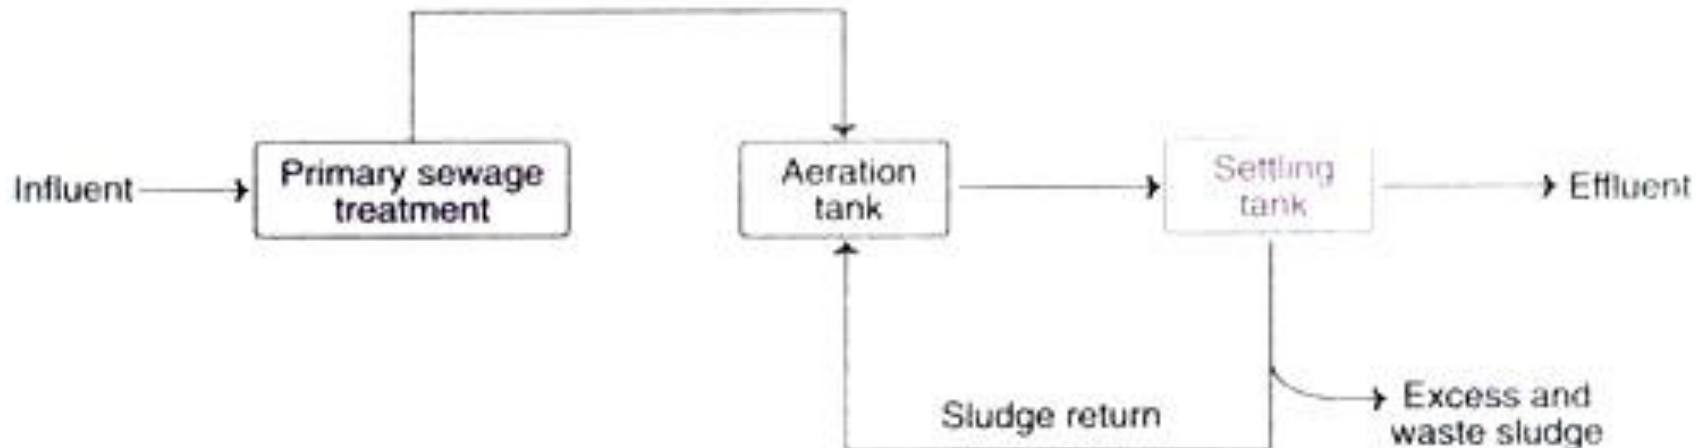 Influent
Primary sewage
treatment
Aeration
tank
Settling
tank
Effluent
Sludge return
Excess and
waste sludge